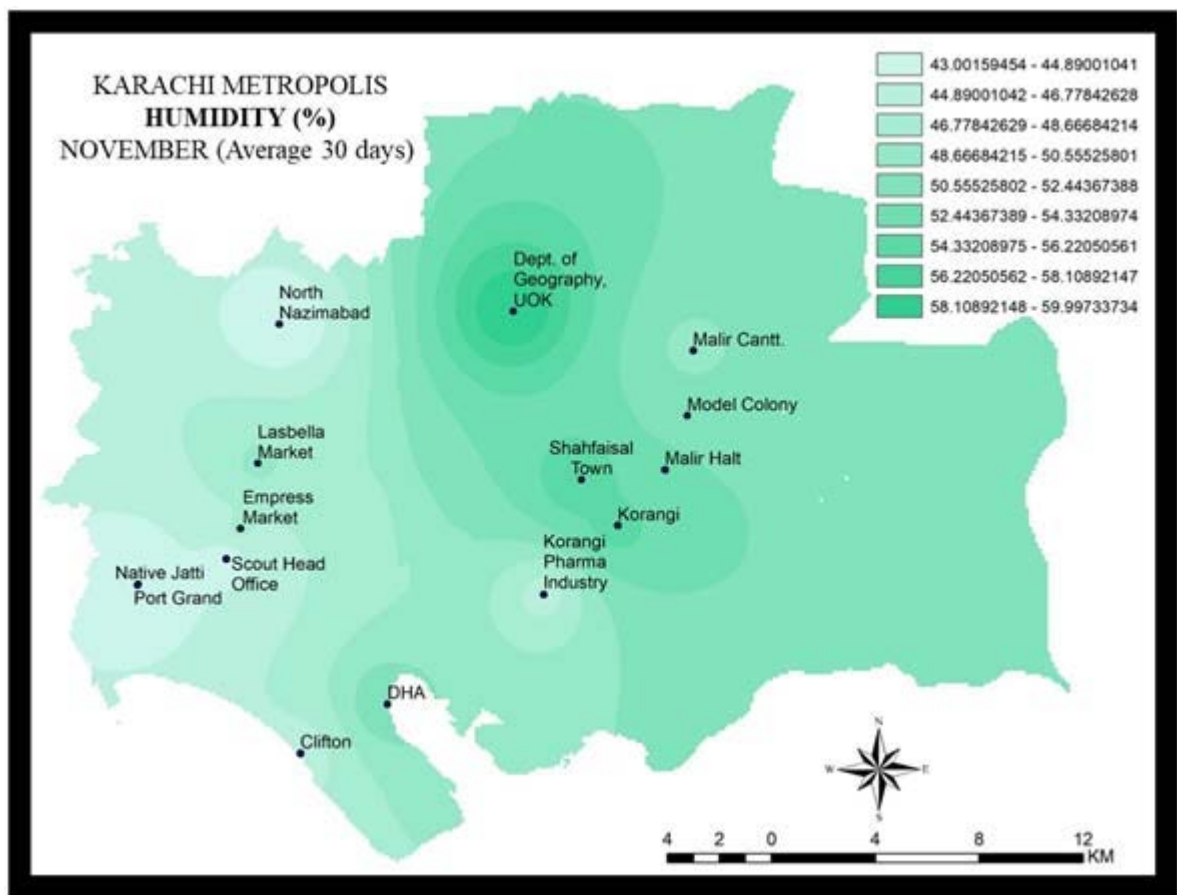 KARACHI METROPOLIS
HUMIDITY (%)
NOVEMBER (Average 30 days)
43.00159454 - 44.89001041
44.89001042 - 46.77842628
46.77842629 - 48.66684214
48.66684215 - 50.55525801
50.55525802 - 52.44367388
52.44367389 - 54.33208974
54.33208975 - 56.22050561
56.22050562 - 58.10892147
58.10892148 - 59.99733734
Dept. of
Geography,
UOK
North
Nazimabad
Malir Cantt.
Model Colony
Lasbella
Market
Shahfaisal
Town
Malir Halt
Empress
Market
Korangi
Korangi
Pharma
Industry
Scout Head
Office
Native Jatti
Port Grand
DHA
Clifton
N
W
E
S
4 2 0 4 8 12
KM